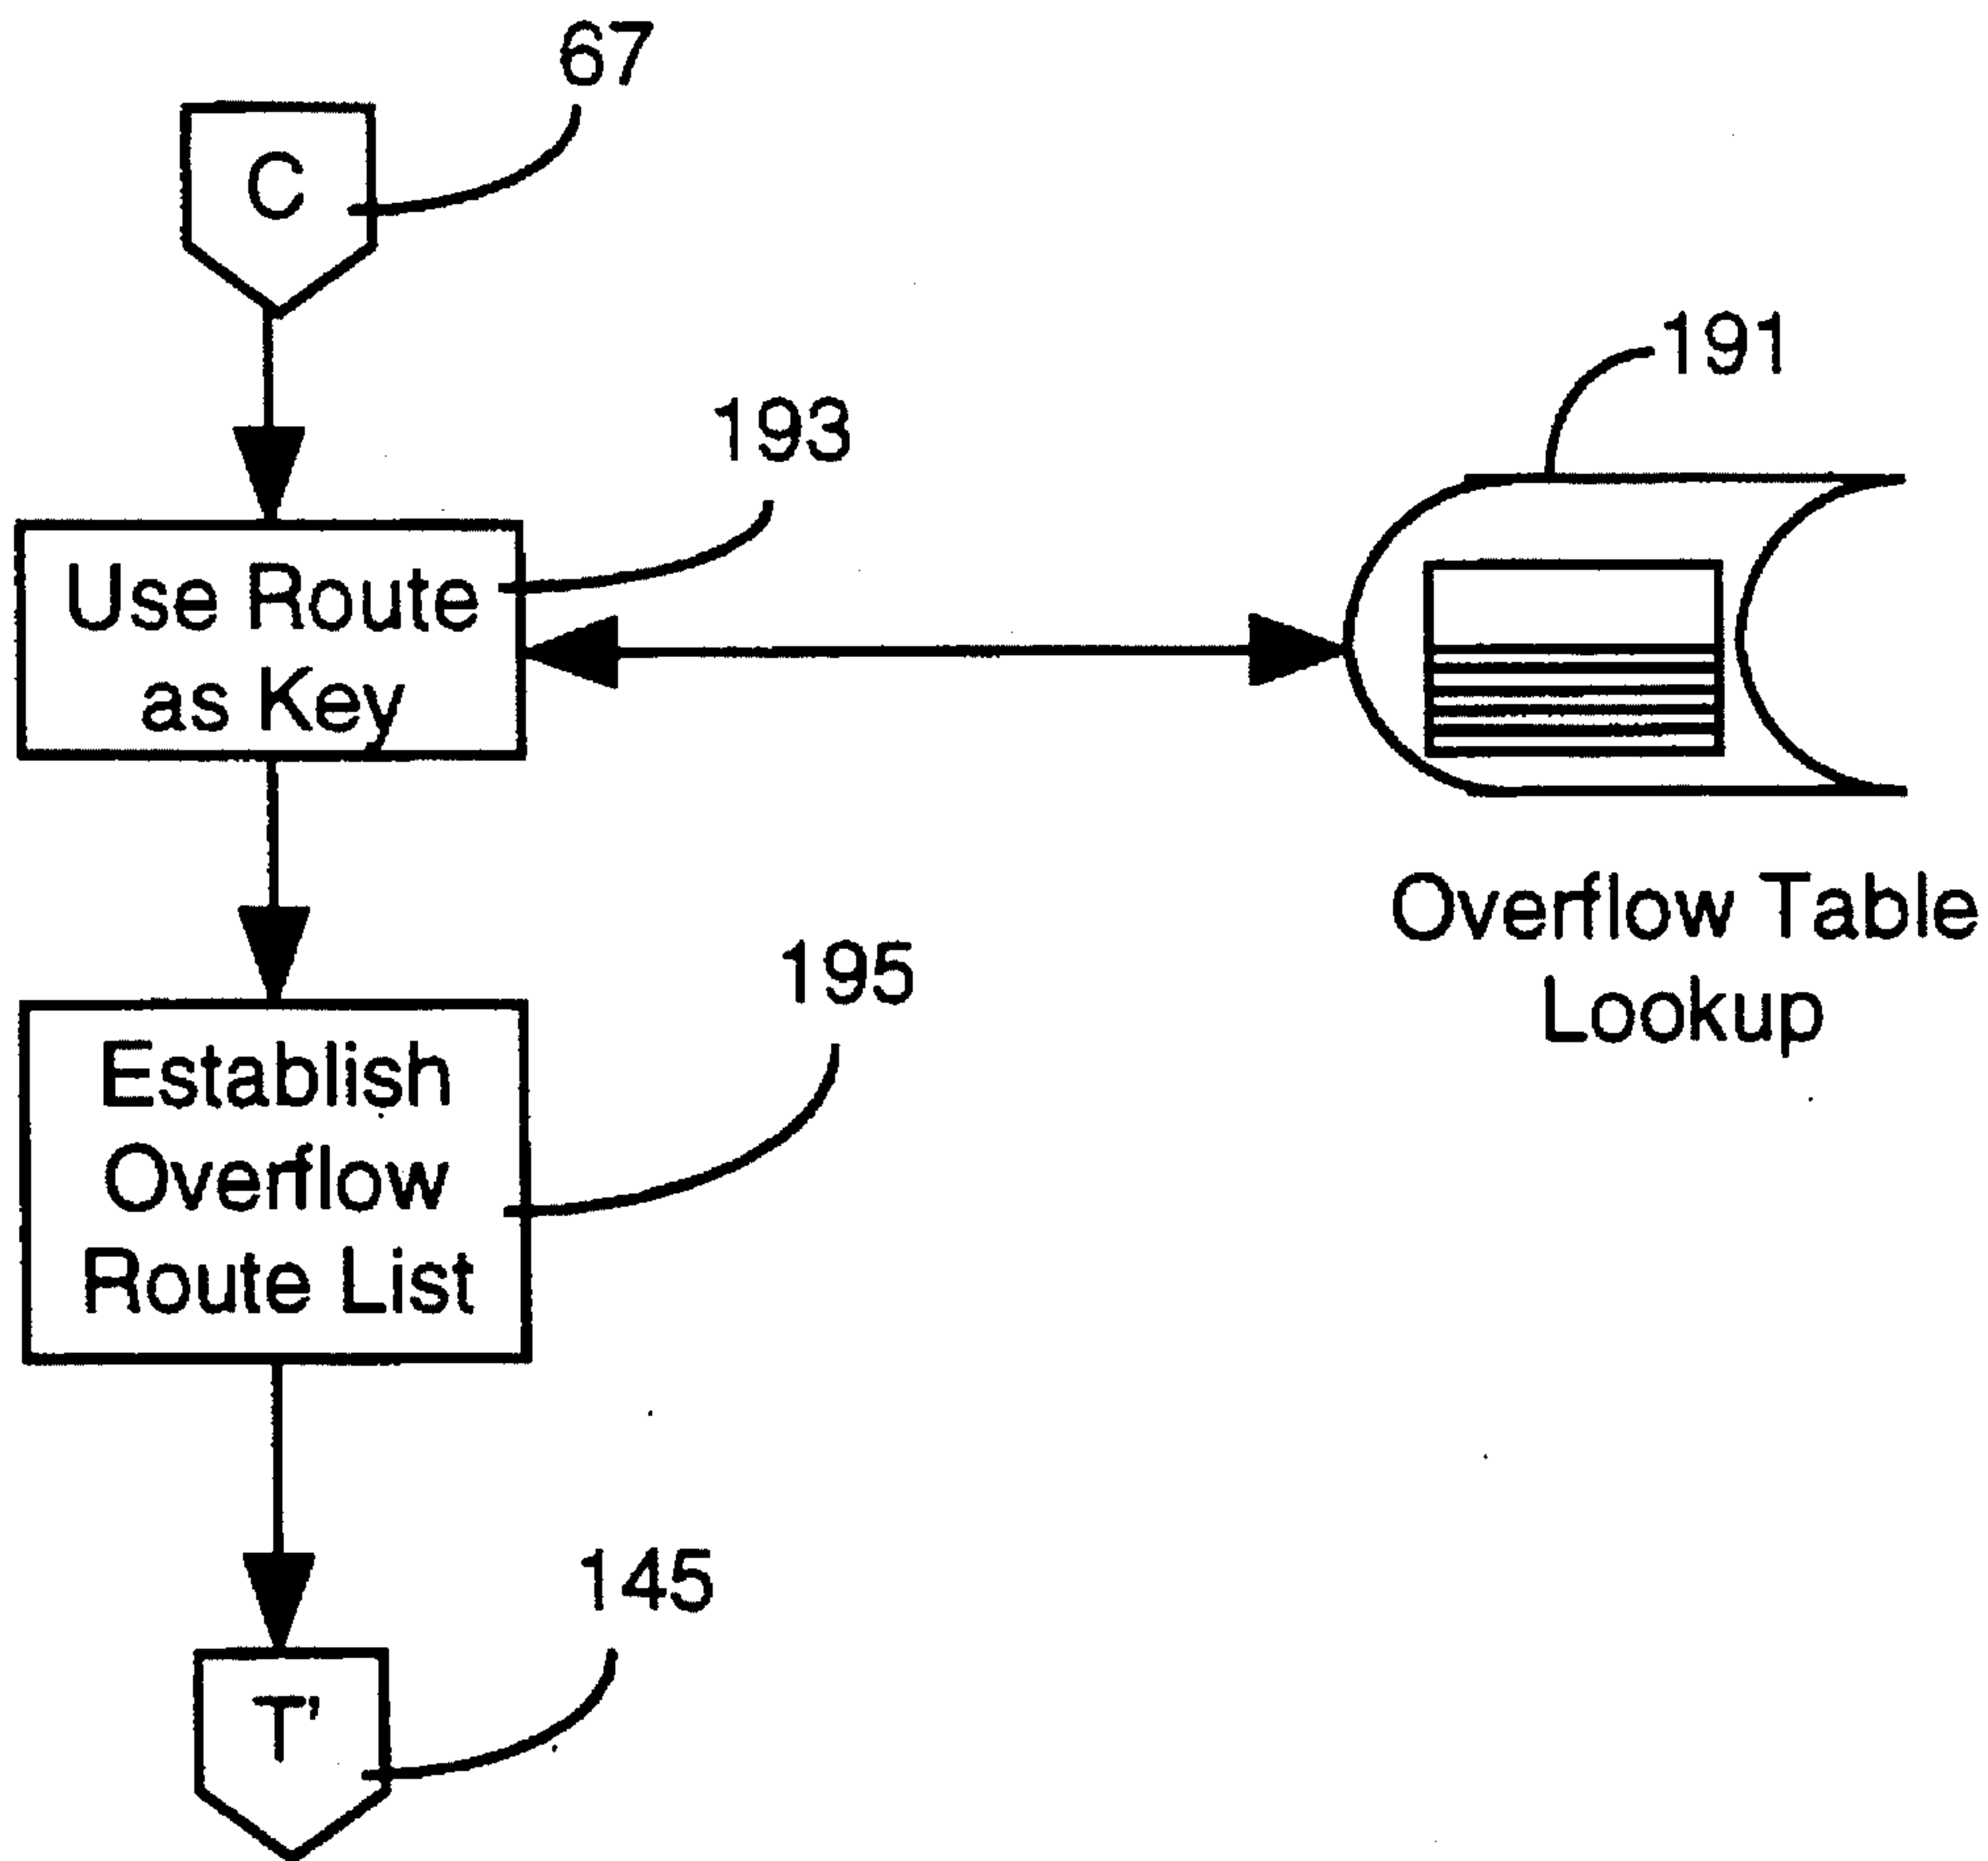 67
C
191
193
Use Route
as Key
Overflow Table
Lookup
195
Establish
Overflow
Route List
145
T'